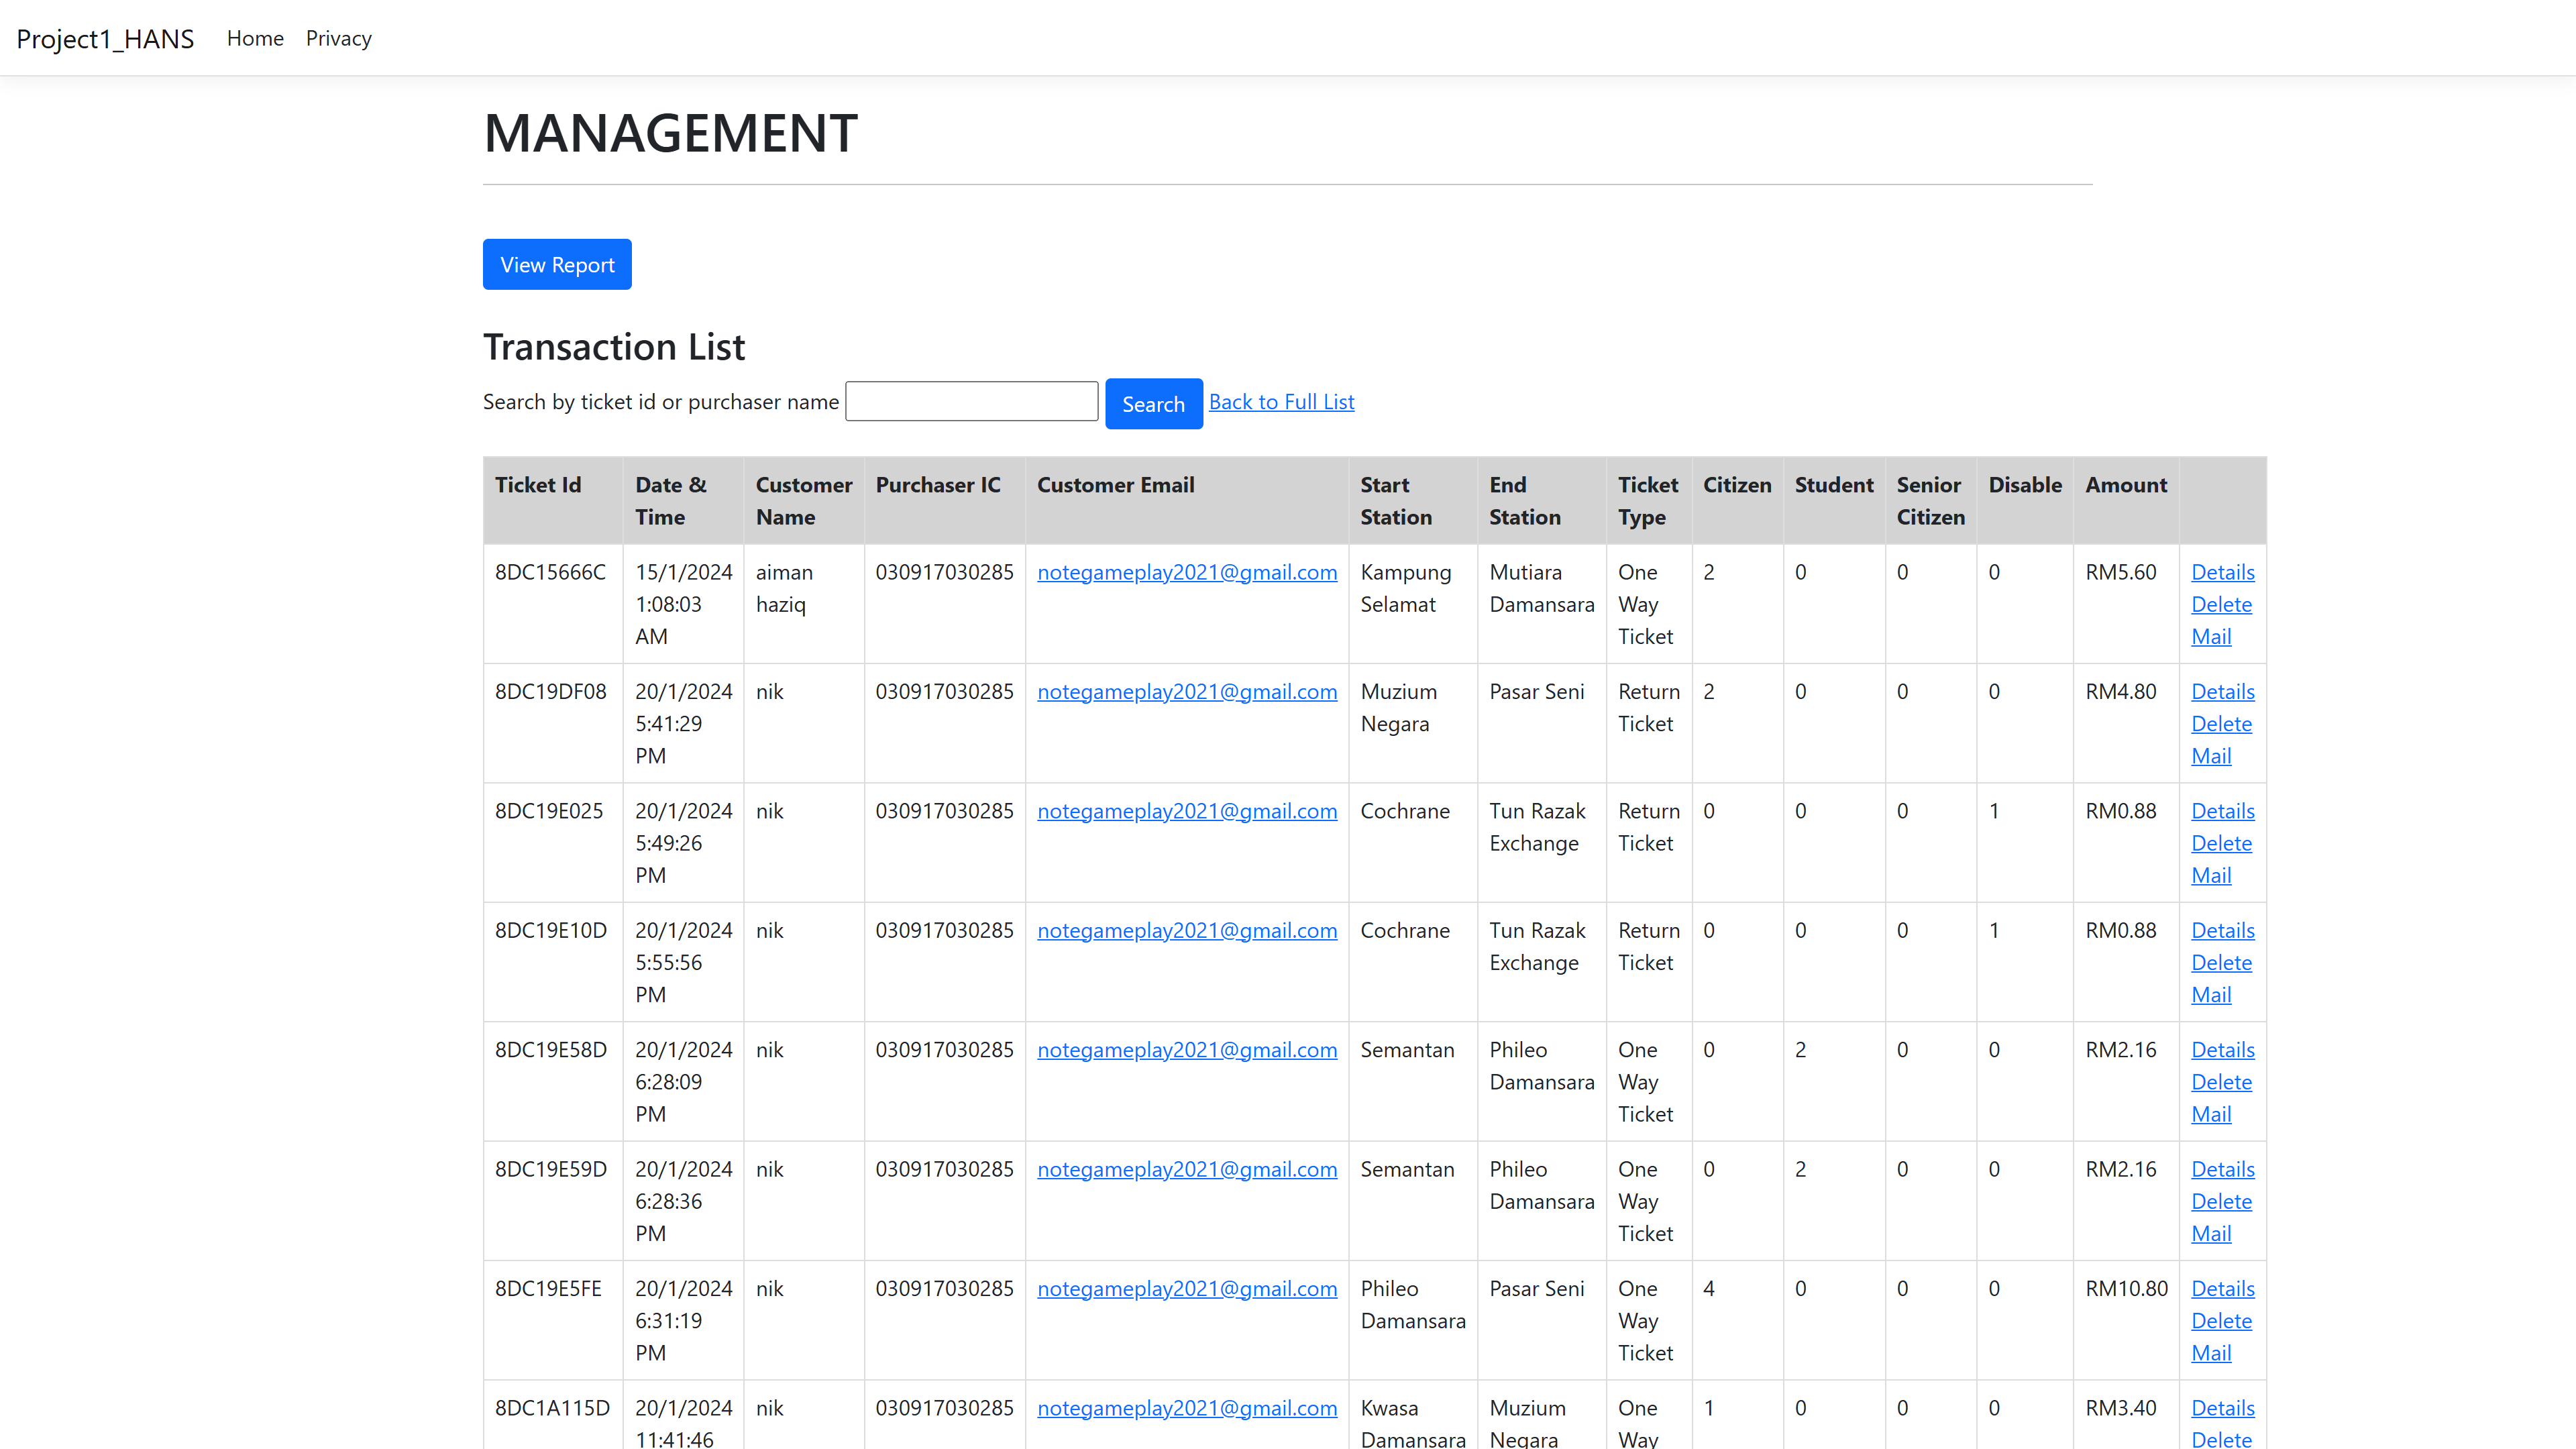 Project1_HANS Home Privacy
MANAGEMENT
View Report
Transaction List
Search by ticket id or purchaser name Search Back to Full List
Ticket Id Date & Time Customer Name Purchaser IC Customer Email Start Station End Station Ticket Type Citizen Student Senior Citizen Disable Amount
8DC15666C 15/1/2024 1:08:03 AM aiman haziq 030917030285 notegameplay2021@gmail.com Kampung Selamat Mutiara Damansara One Way Ticket 2 0 0 0 RM5.60 Details Delete Mail
8DC19DF08 20/1/2024 5:41:29 PM nik 030917030285 notegameplay2021@gmail.com Muzium Negara Pasar Seni Return Ticket 2 0 0 0 RM4.80 Details Delete Mail
8DC19E025 20/1/2024 5:49:26 PM nik 030917030285 notegameplay2021@gmail.com Cochrane Tun Razak Exchange Return Ticket 0 0 0 1 RM0.88 Details Delete Mail
8DC19E10D 20/1/2024 5:55:56 PM nik 030917030285 notegameplay2021@gmail.com Cochrane Tun Razak Exchange Return Ticket 0 0 0 1 RM0.88 Details Delete Mail
8DC19E58D 20/1/2024 6:28:09 PM nik 030917030285 notegameplay2021@gmail.com Semantan Phileo Damansara One Way Ticket 0 2 0 0 RM2.16 Details Delete Mail
8DC19E59D 20/1/2024 6:28:36 PM nik 030917030285 notegameplay2021@gmail.com Semantan Phileo Damansara One Way Ticket 0 2 0 0 RM2.16 Details Delete Mail
8DC19E5FE 20/1/2024 6:31:19 PM nik 030917030285 notegameplay2021@gmail.com Phileo Damansara Pasar Seni One Way Ticket 4 0 0 0 RM10.80 Details Delete Mail
8DC1A115D 20/1/2024 11:41:46 nik 030917030285 notegameplay2021@gmail.com Kwasa Damansara Muzium Negara One Way 1 0 0 0 RM3.40 Details Delete